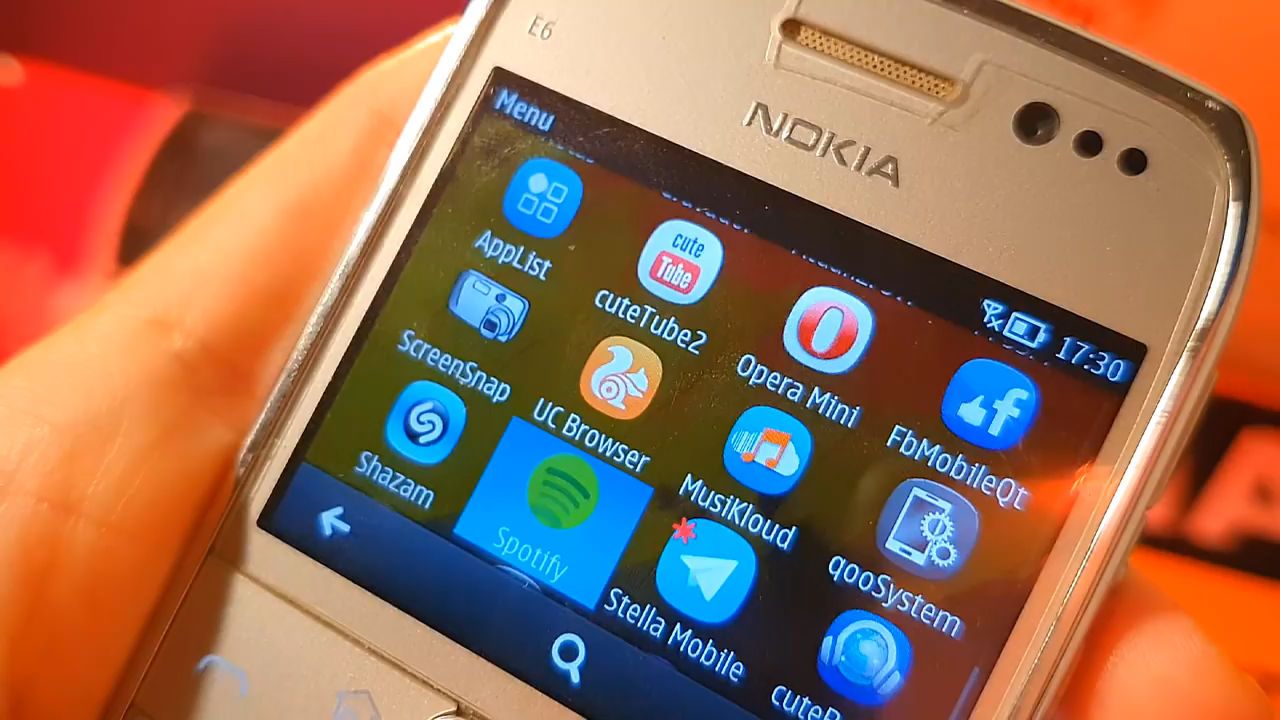 E6
NOKIA
Menu
17:30
AppList
cute
Tube
cuteTube2
Opera Mini
FbMobileQt
ScreenSnap
UC Browser
MusiKloud
qooSystem
Shazam
Spotify
Stella Mobile